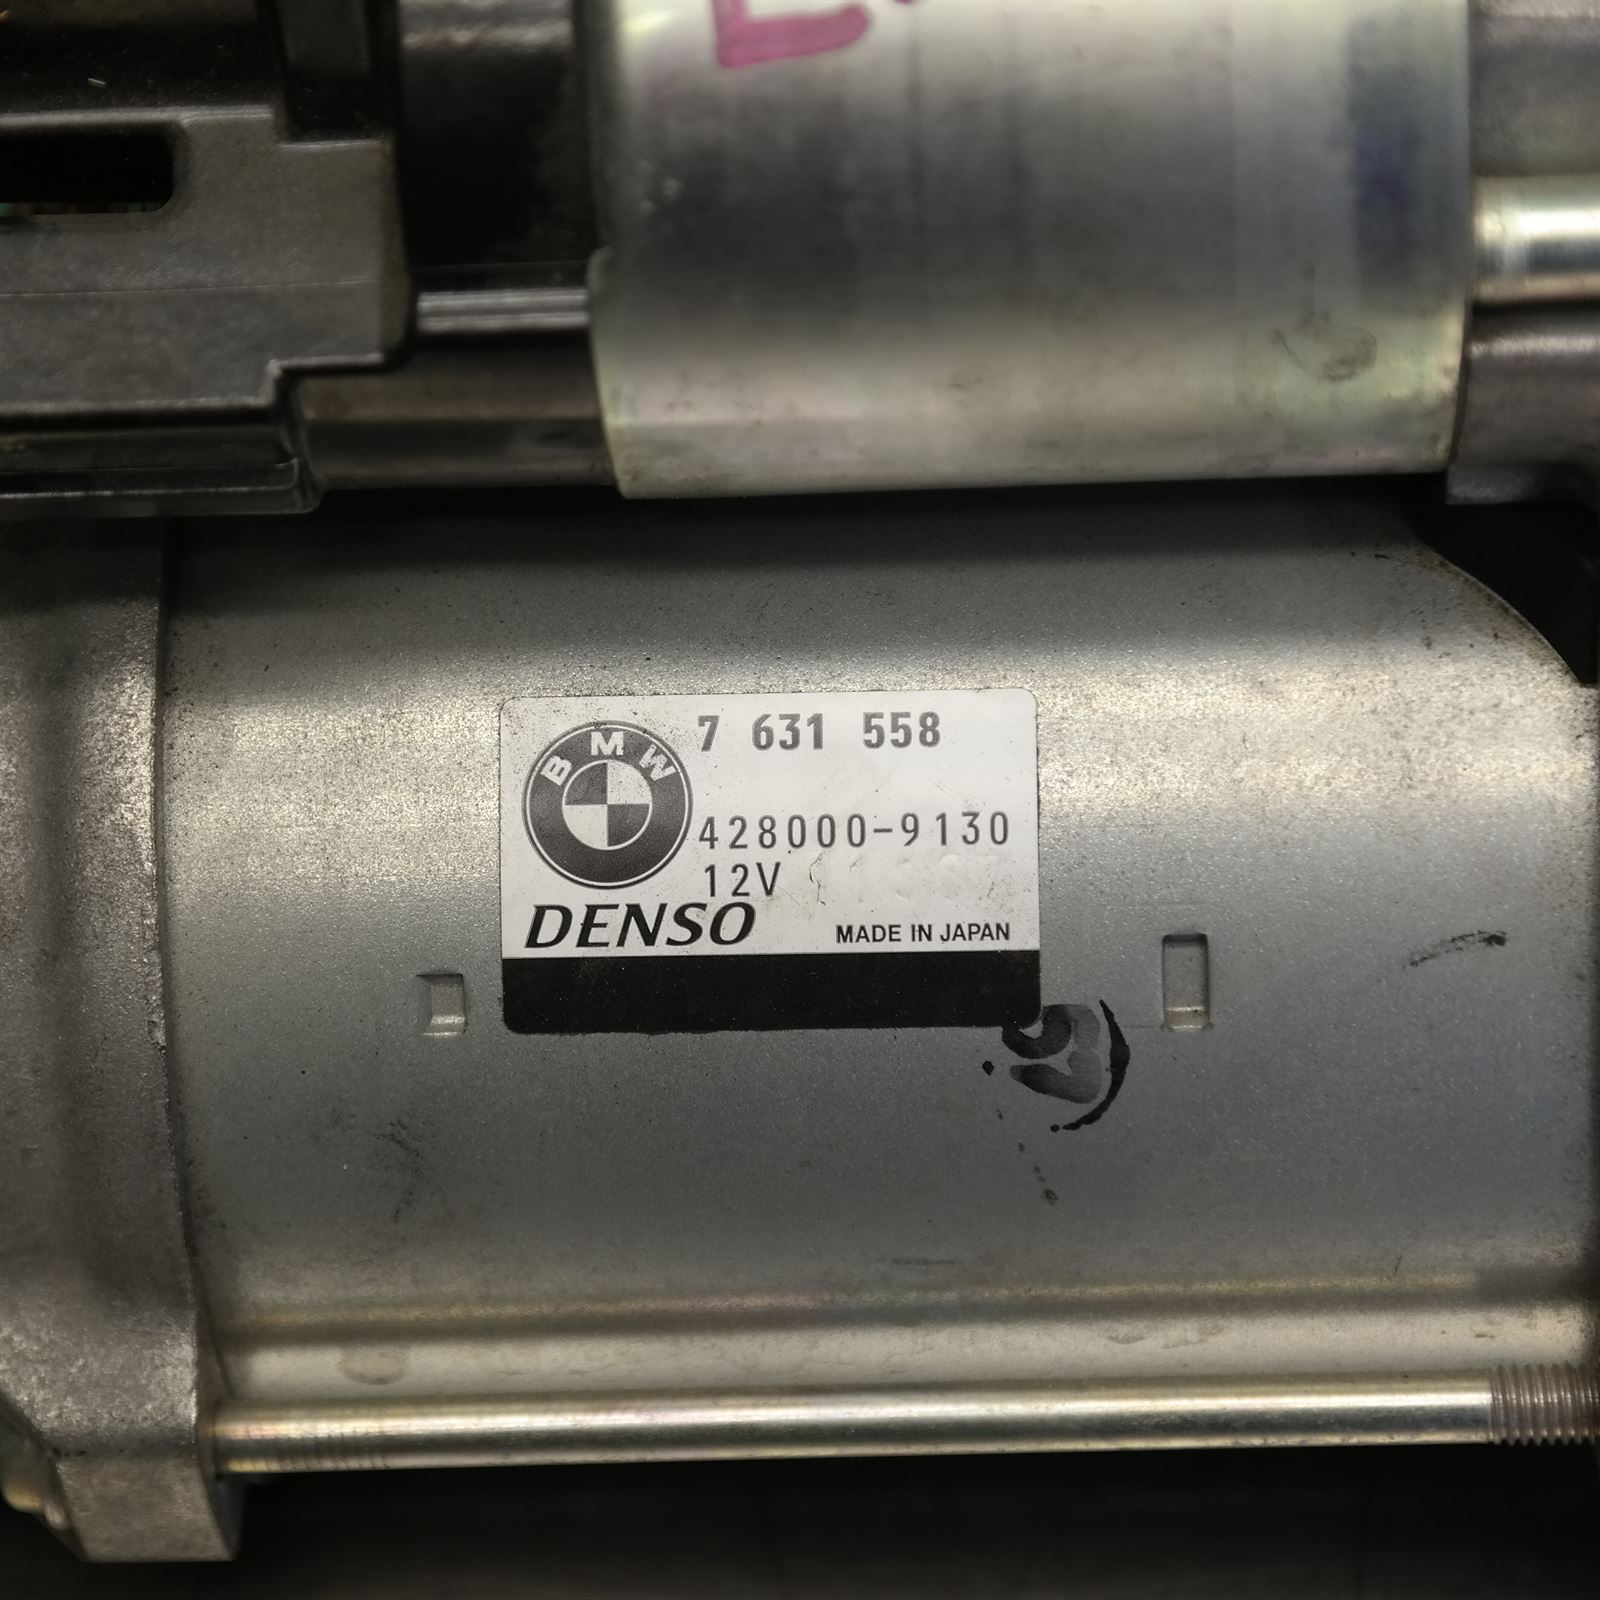 7 631 558
BMW
428000-9130
12V
DENSO
MADE IN JAPAN